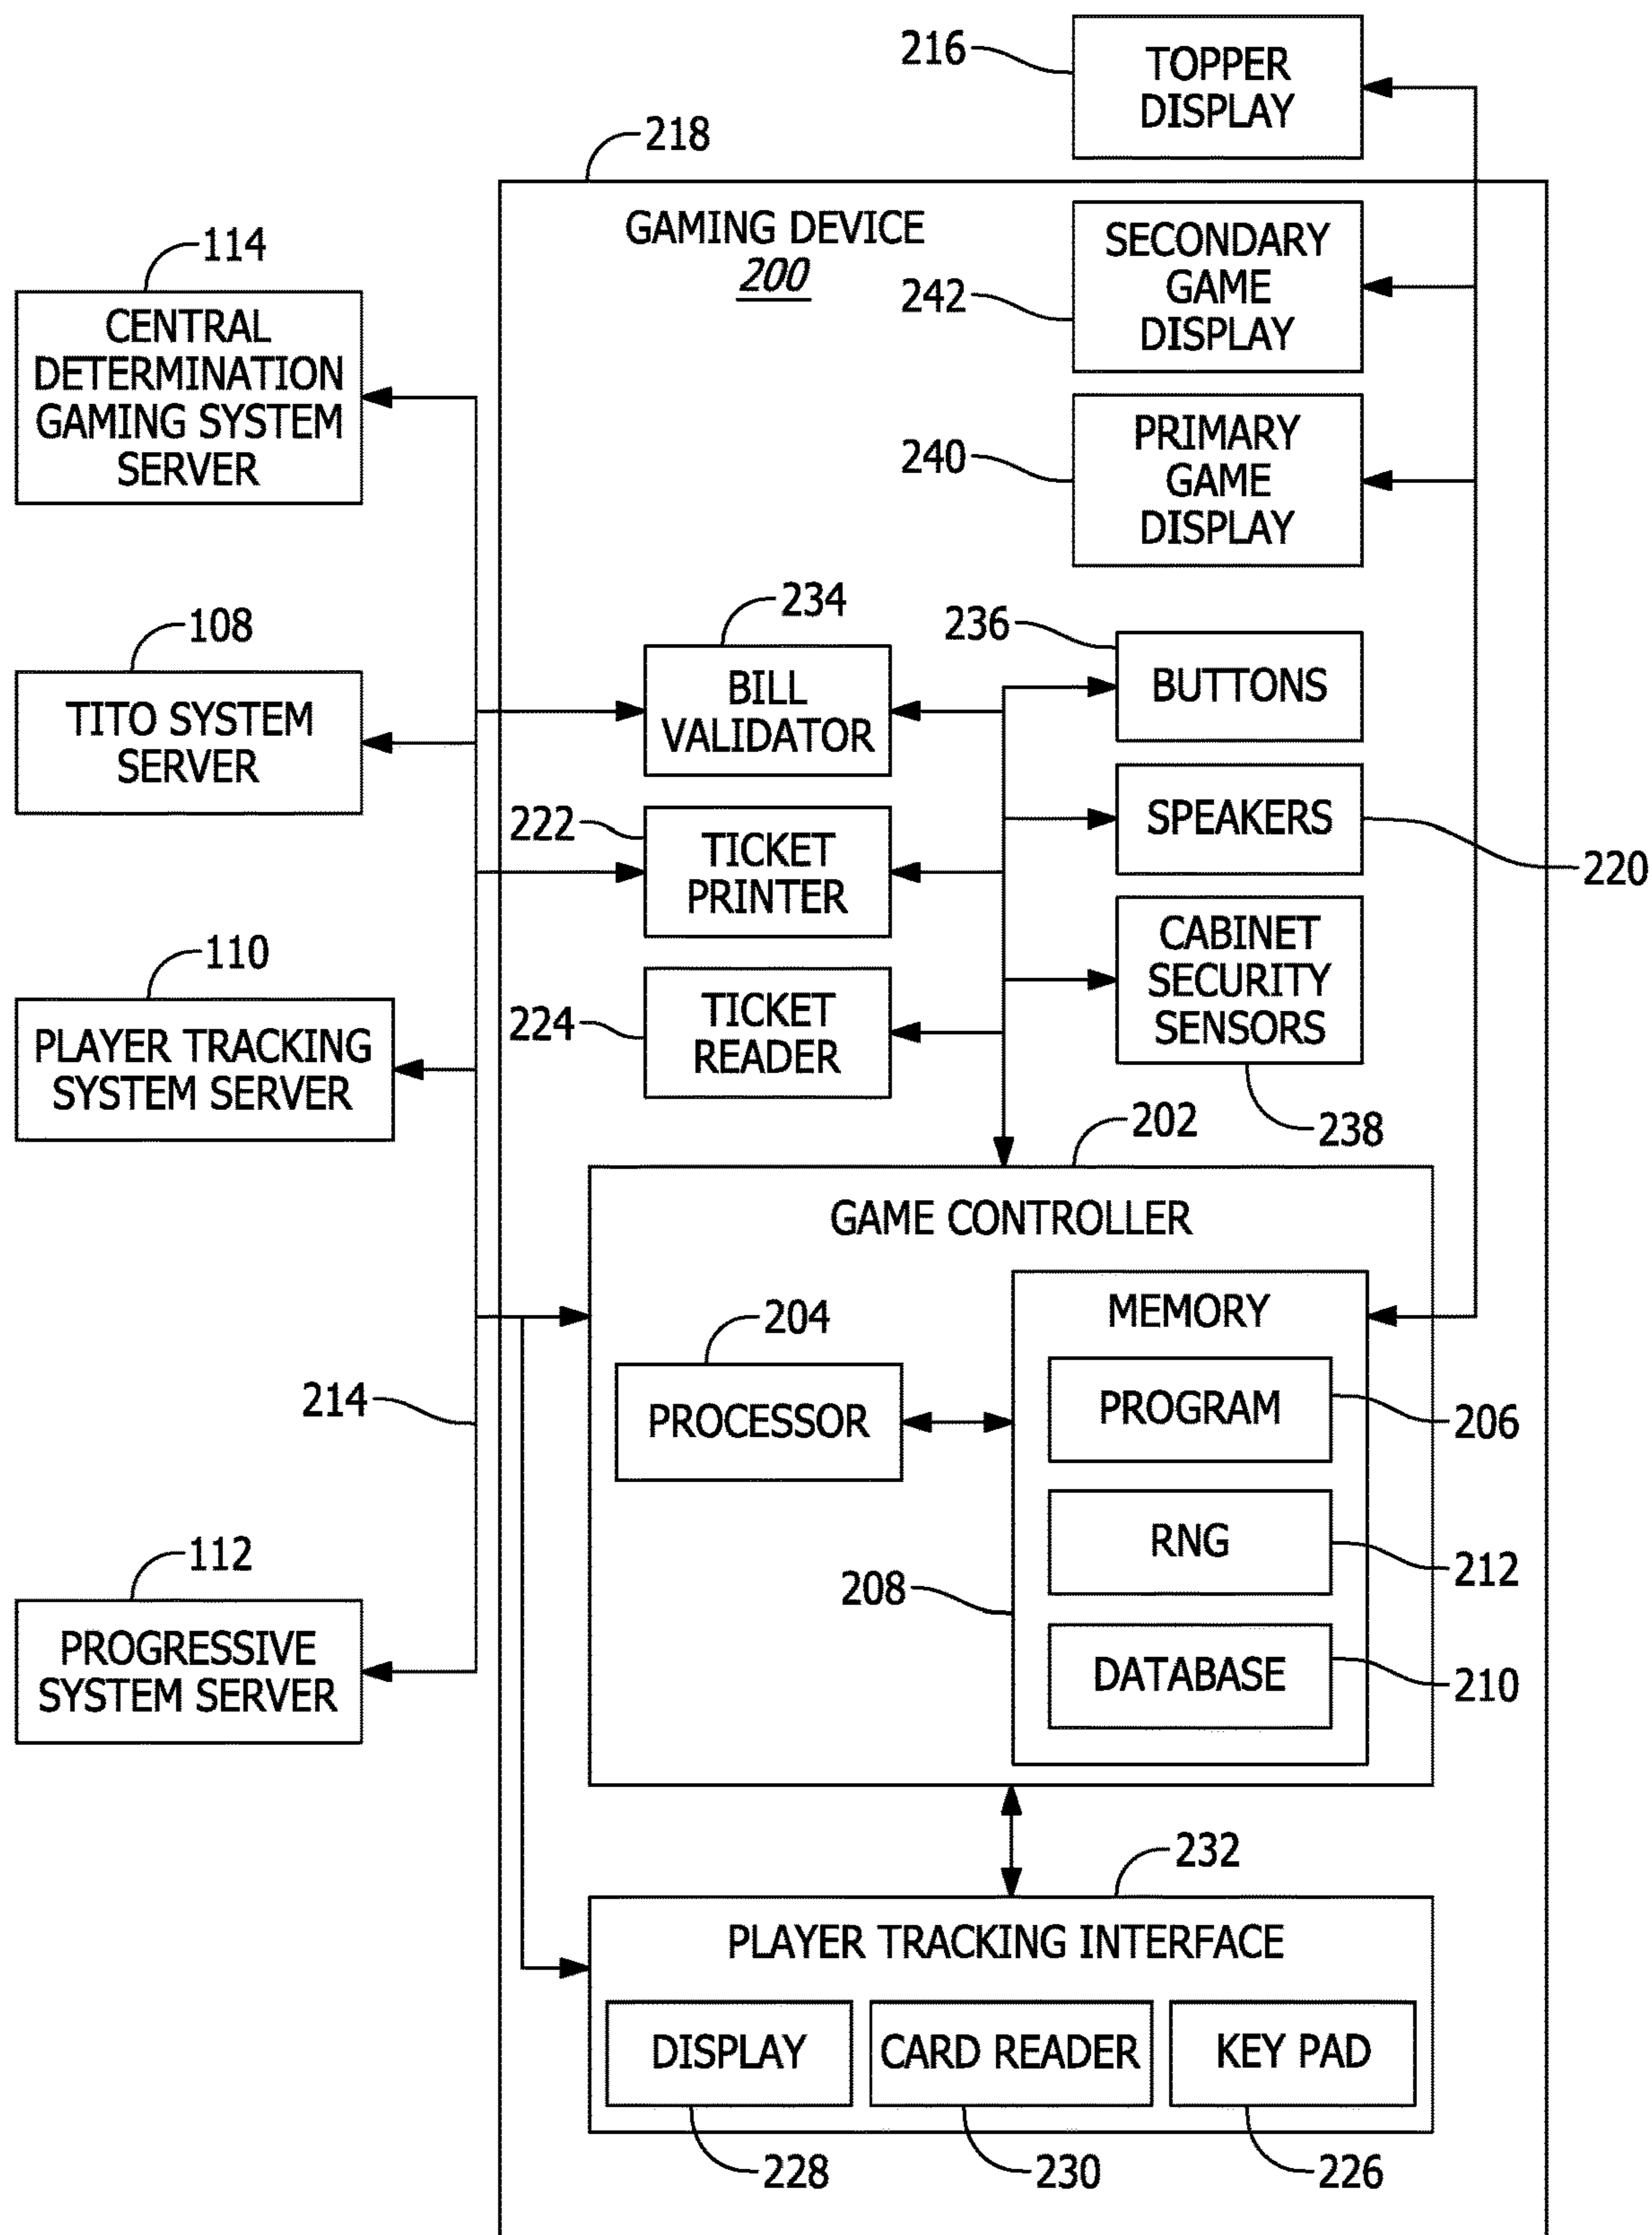 216
TOPPER
DISPLAY
218
GAMING DEVICE
200
SECONDARY
GAME
DISPLAY
242
114
CENTRAL
DETERMINATION
GAMING SYSTEM
SERVER
PRIMARY
GAME
DISPLAY
240
234
BILL
VALIDATOR
236
BUTTONS
108
TITO SYSTEM
SERVER
222
TICKET
PRINTER
SPEAKERS
220
110
PLAYER TRACKING
SYSTEM SERVER
224
TICKET
READER
CABINET
SECURITY
SENSORS
238
202
GAME CONTROLLER
204
PROCESSOR
MEMORY
PROGRAM
206
RNG
212
208
DATABASE
210
214
112
PROGRESSIVE
SYSTEM SERVER
232
PLAYER TRACKING INTERFACE
DISPLAY
CARD READER
KEY PAD
228
230
226